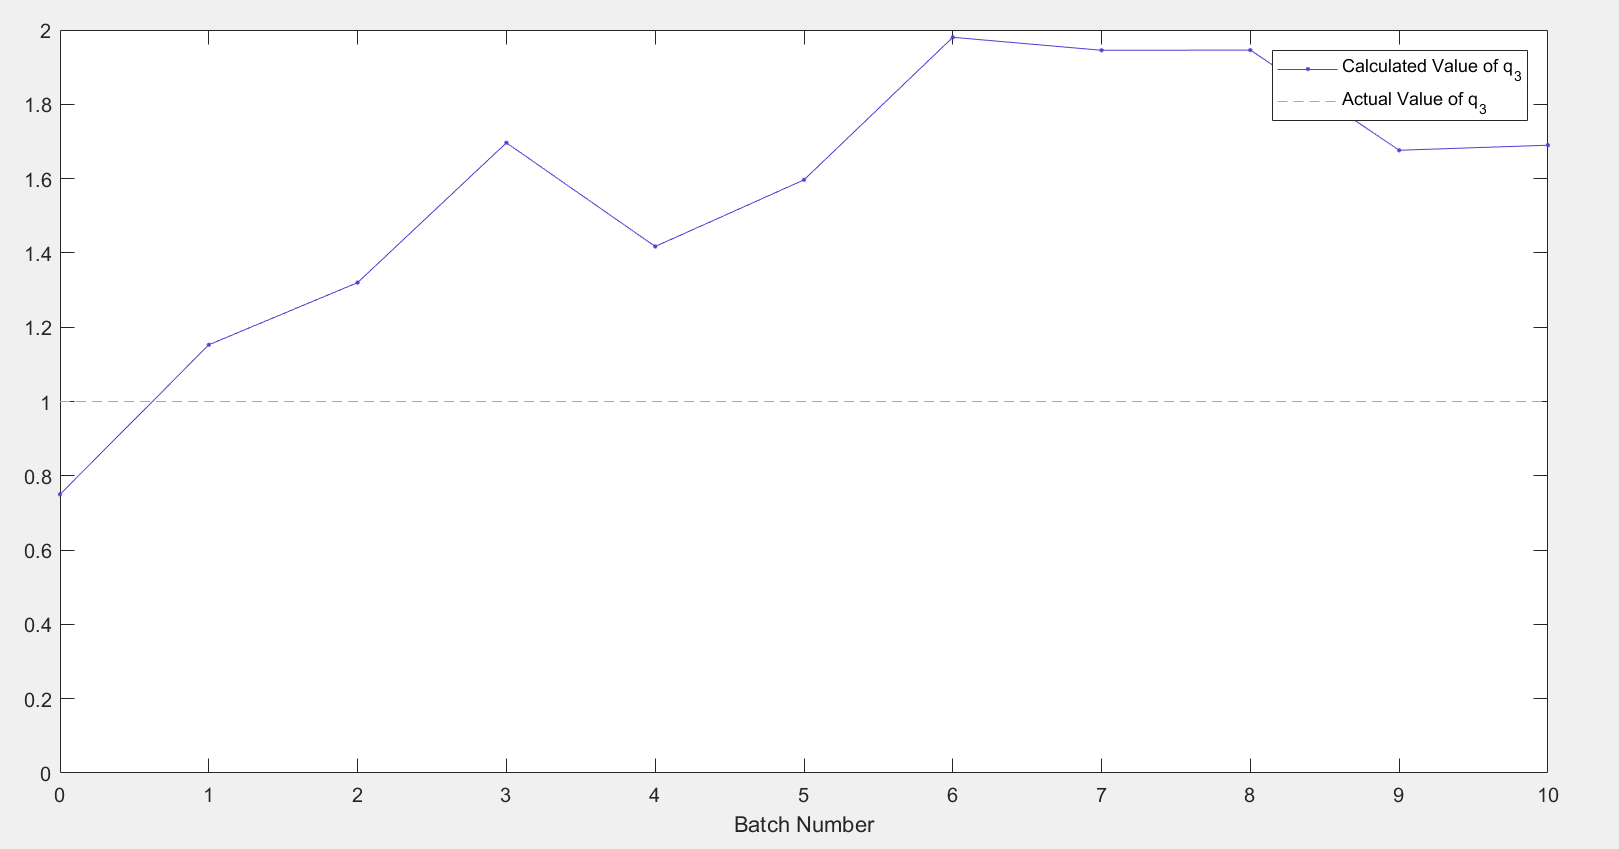 2
1.8
1.6
1.4
1.2
1
0.8
0.6
0.4
0.2
0
Calculated Value of q3
Actual Value of q3
0 1 2 3 4 5 6 7 8 9 10
Batch Number